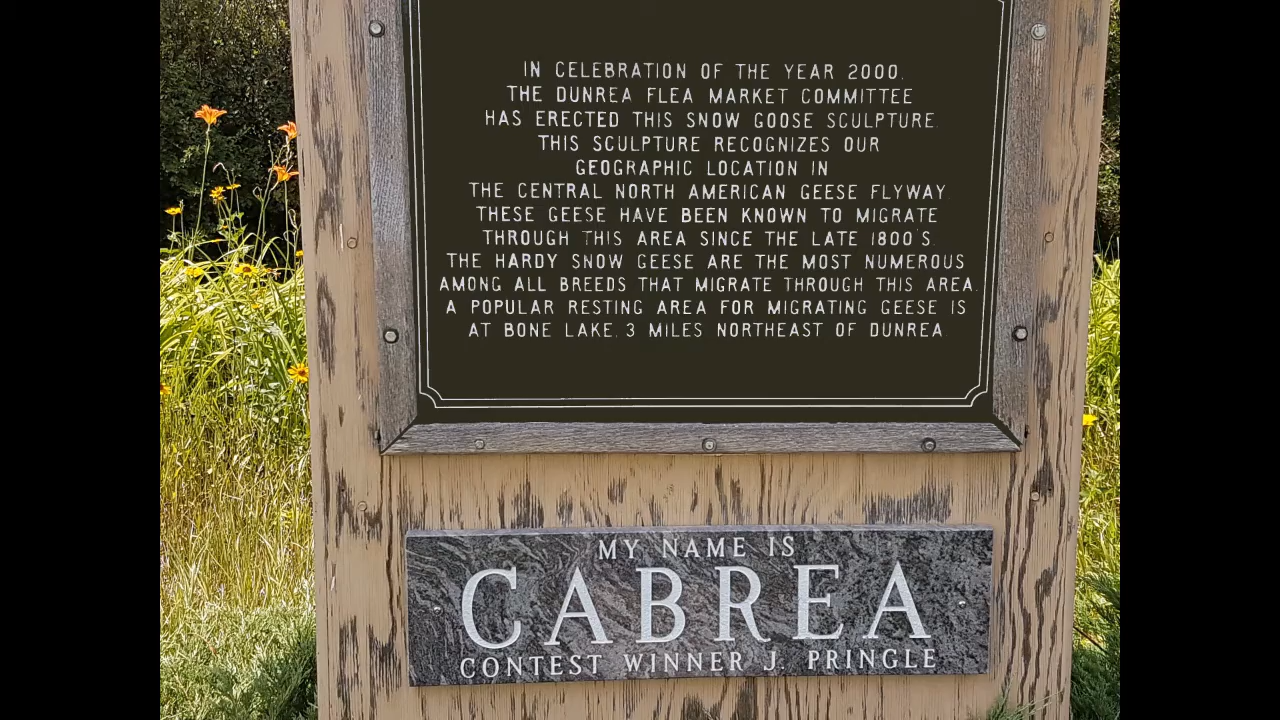 IN CELEBRATION OF THE YEAR 2000.
THE DUNREA FLEA MARKET COMMITTEE
HAS ERECTED THIS SNOW GOOSE SCULPTURE.
THIS SCULPTURE RECOGNIZES OUR
GEOGRAPHIC LOCATION IN
THE CENTRAL NORTH AMERICAN GEESE FLYWAY
THESE GEESE HAVE BEEN KNOWN TO MIGRATE
THROUGH THIS AREA SINCE THE LATE 1800'S.
THE HARDY SNOW GEESE ARE THE MOST NUMEROUS
AMONG ALL BREEDS THAT MIGRATE THROUGH THIS AREA.
A POPULAR RESTING AREA FOR MIGRATING GEESE IS
AT BONE LAKE, 3 MILES NORTHEAST OF DUNREA
MY NAME IS
CABREA
CONTEST WINNER J. PRINGLE